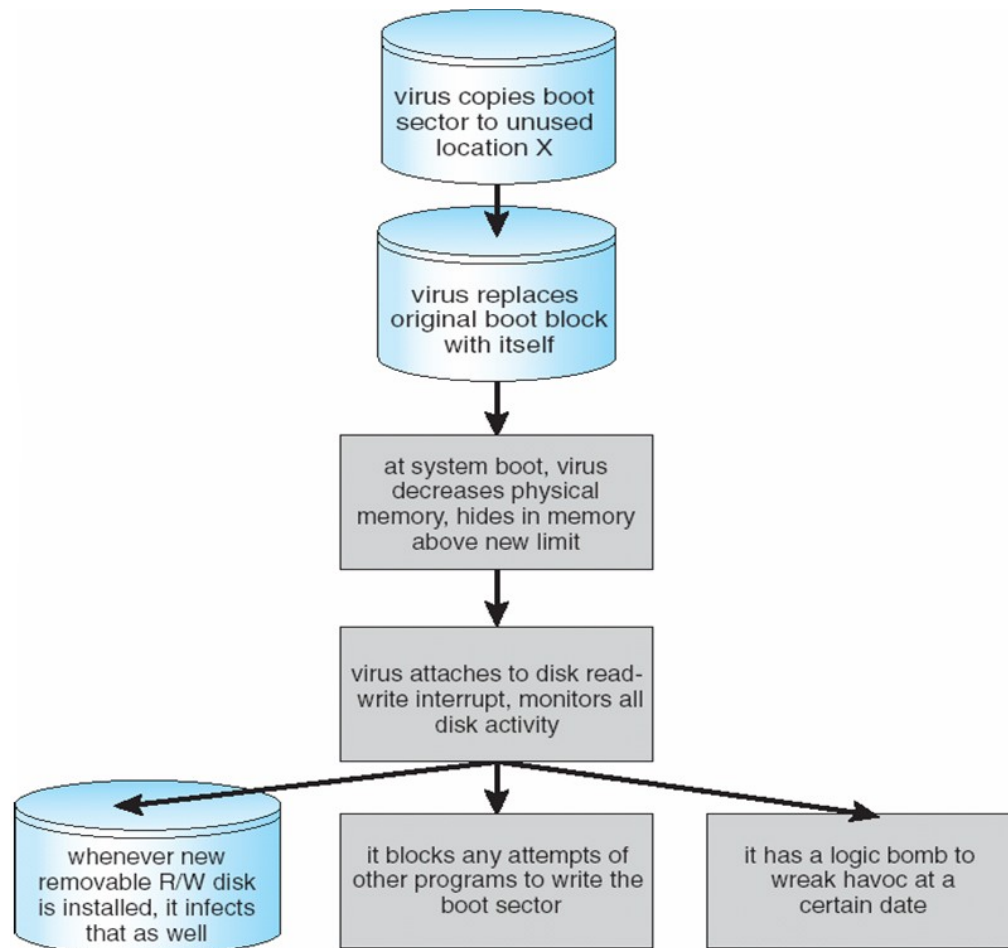 virus copies boot
sector to unused
location X
virus replaces
original boot block
with itself
at system boot, virus
decreases physical
memory, hides in memory
above new limit
virus attaches to disk read-
write interrupt, monitors all
disk activity
whenever new
removable R/W disk
is installed, it infects
that as well
it blocks any attempts of
other programs to write the
boot sector
it has a logic bomb to
wreak havoc at a
certain date